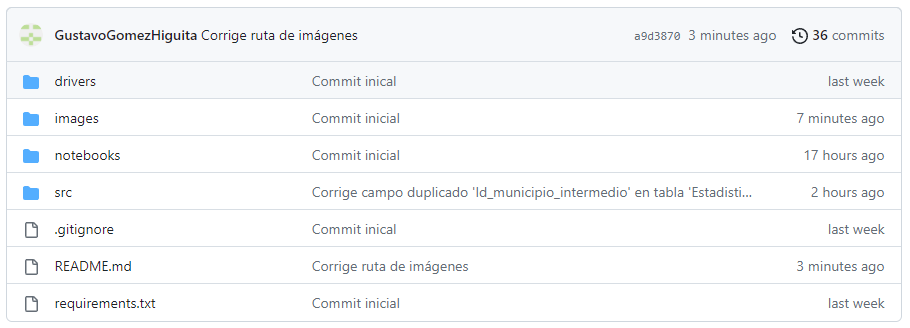 GustavoGomezHiguita Corrige ruta de imágenes a9d3870 3 minutes ago 36 commits
drivers Commit inical last week
images Commit inicial 7 minutes ago
notebooks Commit inicial 17 hours ago
src Corrige campo duplicado 'Id_municipio_intermedio' en tabla 'Estadisti... 2 hours ago
.gitignore Commit inical last week
README.md Corrige ruta de imágenes 3 minutes ago
requirements.txt Commit inicial last week